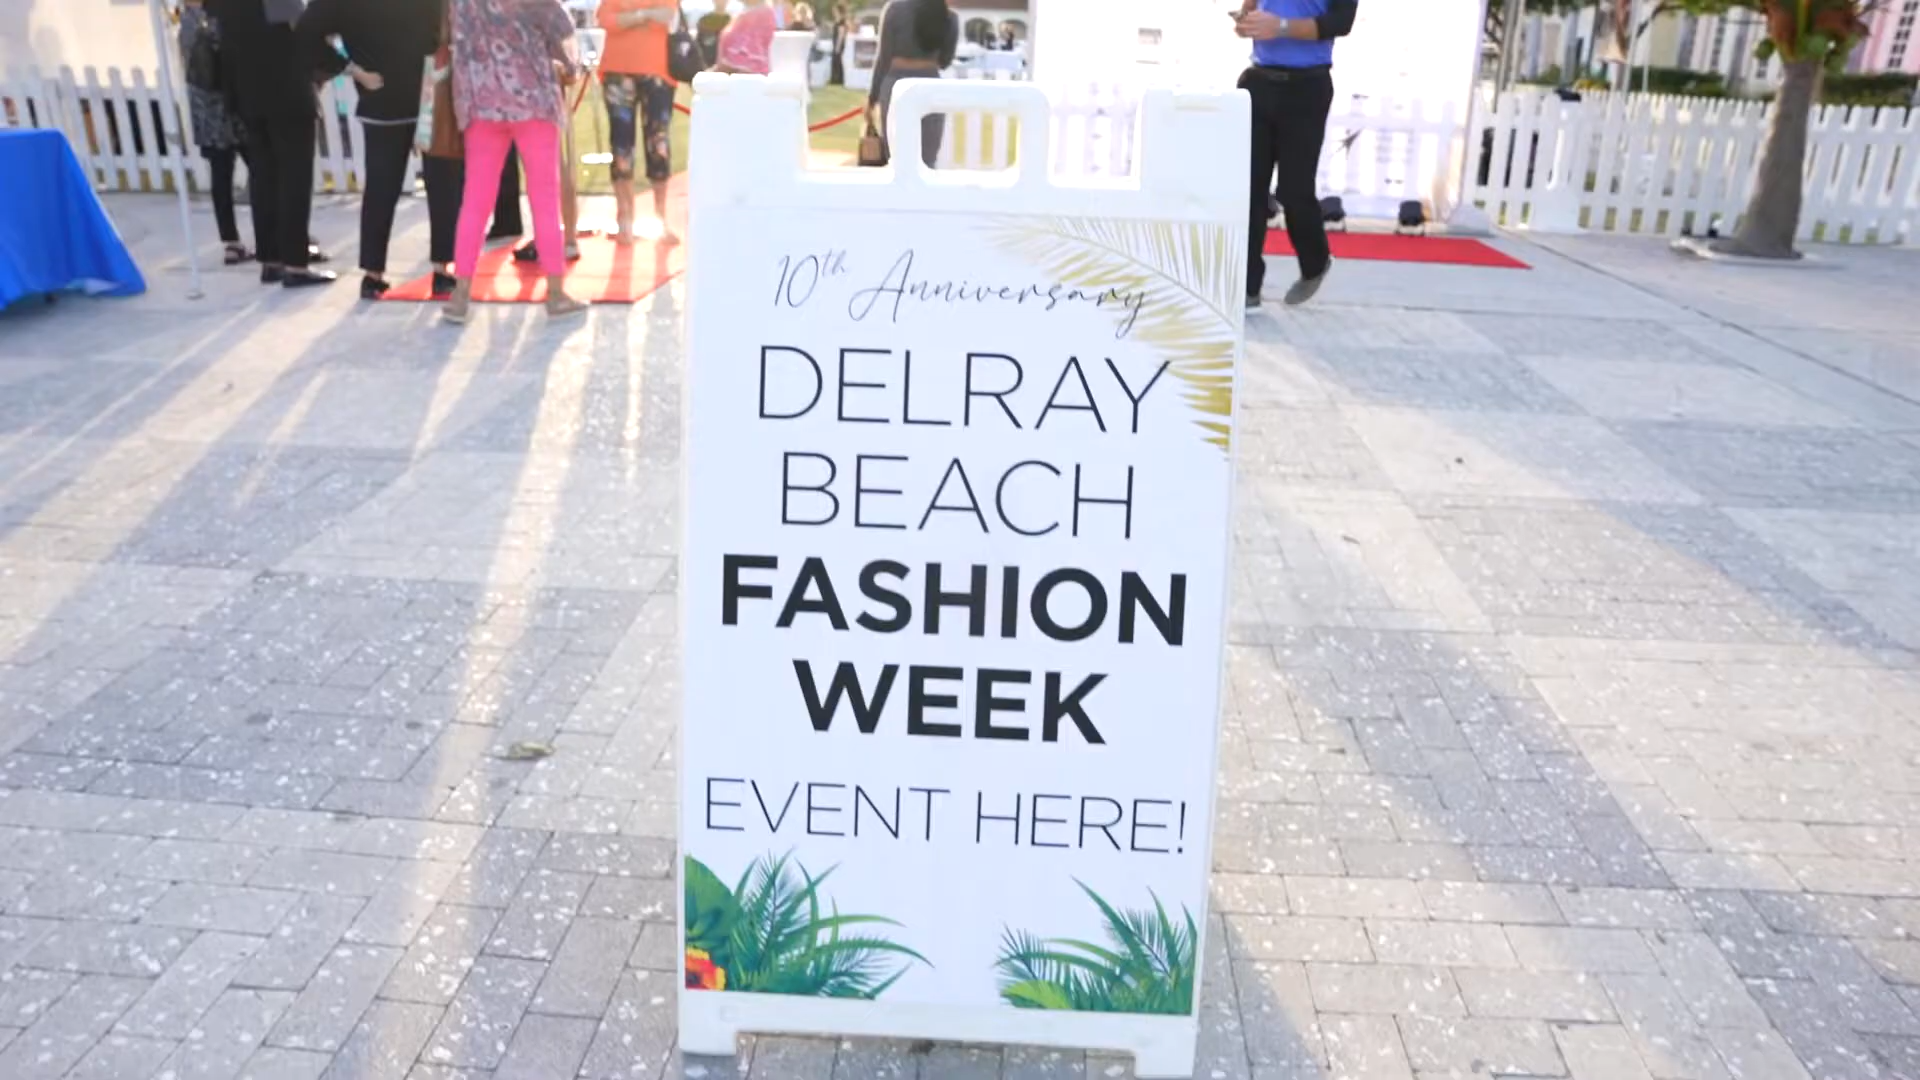 10th Anniversary
DELRAY
BEACH
FASHION
WEEK
EVENT HERE!